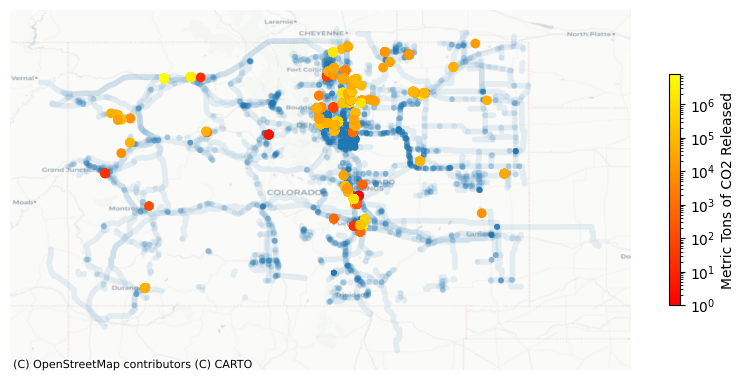 Laramie
CHEYENNE
North Platte
Vernal
Fort Collins
Boulder
Grand Junction
COLORADO
Moab
Montrose
Durango
Metric Tons of CO2 Released
10^6
10^5
10^4
10^3
10^2
10^1
10^0
(C) OpenStreetMap contributors (C) CARTO